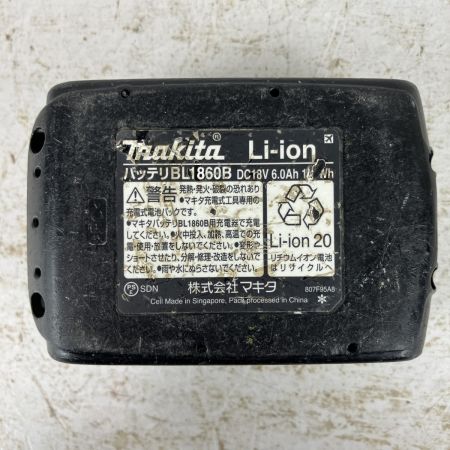 makita® Li-ion
バッテリBL1860B DC18V 6.0Ah
警告
発熱・発火・破裂の恐れあり
・マキタ充電式工具専用の
充電式電池パックです。
・マキタバッテリBL1860B用充電器で充電
してください。・火中投入、加熱、高温での充
電・使用・放置をしないでください。・変形や
ショートさせたり、分解・修理・改造をしないで
ください。・雨や水にぬらさないでください。
Li-ion 20
リチウムイオン電池
はリサイクルへ
PS E SDN 株式会社マキタ 807F95A8
Cell Made in Singapore, Pack processed in China